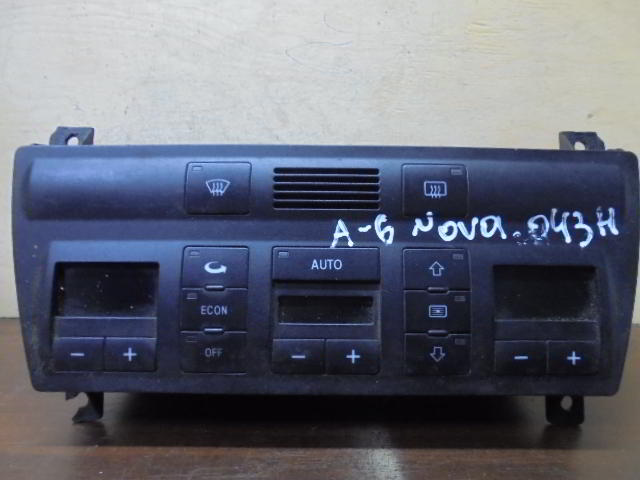 A-6 Nova 043H
AUTO
ECON
OFF
- +
- +
- +